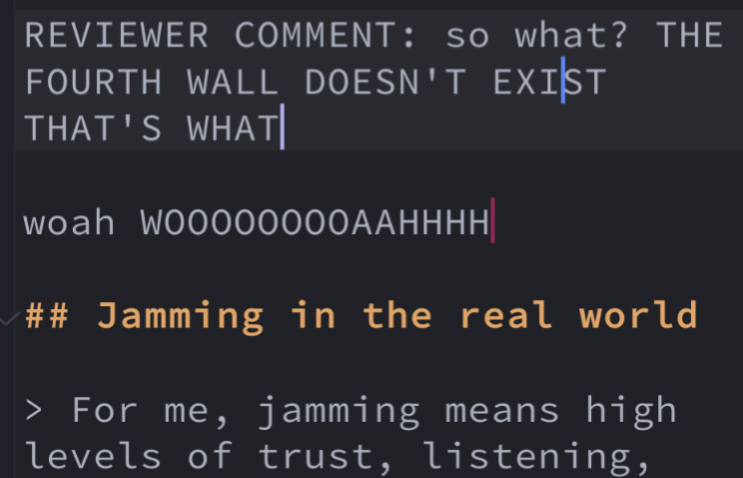 REVIEWER COMMENT: so what? THE
FOURTH WALL DOESN'T EXIST
THAT'S WHAT
woah WOOOOOOOOAAHHHH
## Jamming in the real world
> For me, jamming means high
levels of trust, listening,